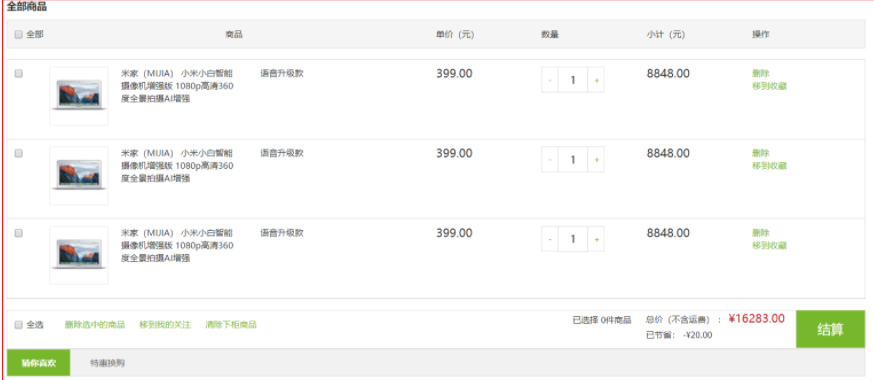 全部商品
全部 商品 单价（元） 数量 小计（元） 操作
米家（MIJIA） 小米小白智能 语音升级款 399.00 - 1 + 8848.00 删除
摄像机增强版 1080p高清360 移到收藏
度全景拍摄AI增强
米家（MIJIA） 小米小白智能 语音升级款 399.00 - 1 + 8848.00 删除
摄像机增强版 1080p高清360 移到收藏
度全景拍摄AI增强
米家（MIJIA） 小米小白智能 语音升级款 399.00 - 1 + 8848.00 删除
摄像机增强版 1080p高清360 移到收藏
度全景拍摄AI增强
全选 删除选中的商品 移到我的关注 清除下柜商品 已选择 0件商品 总价（不含运费）： ¥16283.00 结算
已节省： -¥20.00
猜你喜欢 特惠换购